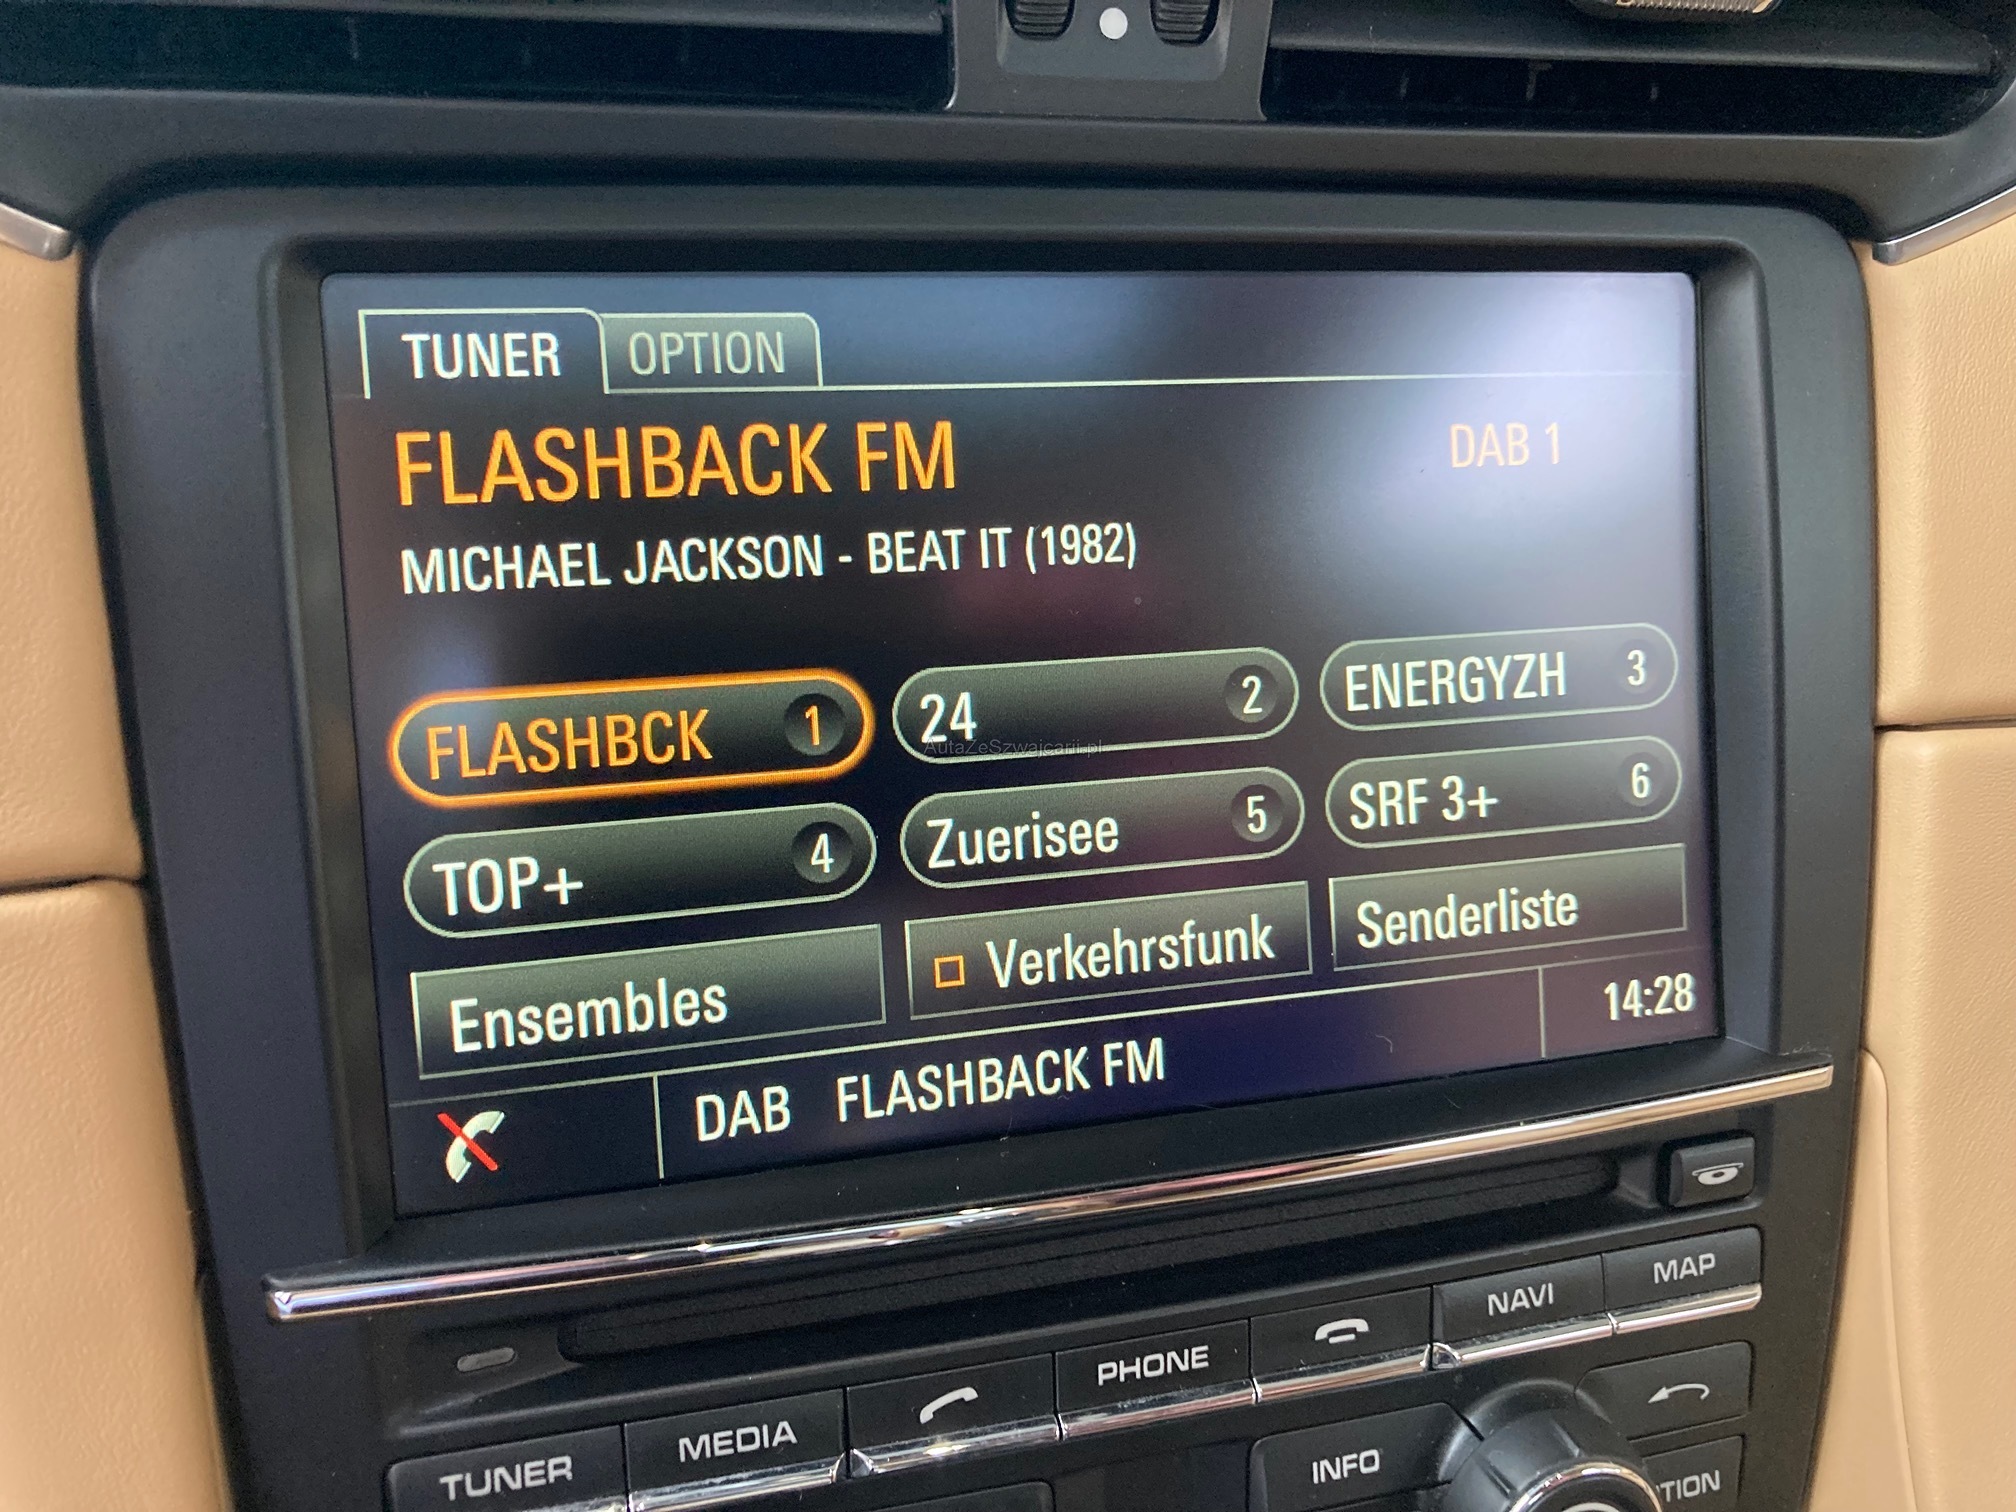 TUNER OPTION
FLASHBACK FM DAB 1
MICHAEL JACKSON - BEAT IT (1982)
FLASHBCK 1 24 2 ENERGYZH 3
AutaZeSzwajcarii.pl
TOP+ 4 Zuerisee 5 SRF 3+ 6
Ensembles Verkehrsfunk Senderliste
DAB FLASHBACK FM 14:28
TUNER MEDIA PHONE NAVI MAP
INFO